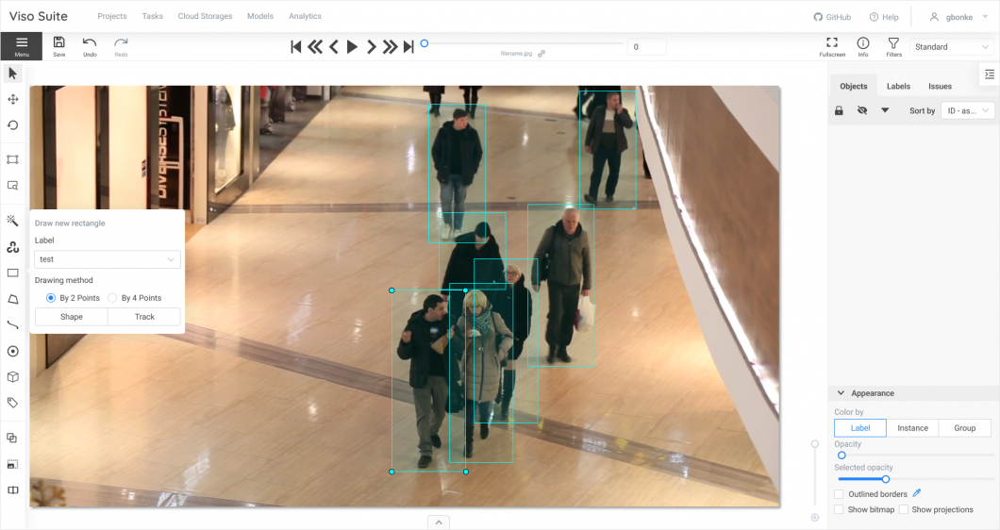 Viso Suite Projects Tasks Cloud Storages Models Analytics GitHub Help gbonke
Menu Save Undo Redo filename.jpg 0 Fullscreen Info Filters Standard
Objects Labels Issues
Sort by ID - as...
Draw new rectangle
Label
test
Drawing method
By 2 Points By 4 Points
Shape Track
Appearance
Color by
Label Instance Group
Opacity
Selected opacity
Outlined borders
Show bitmap Show projections